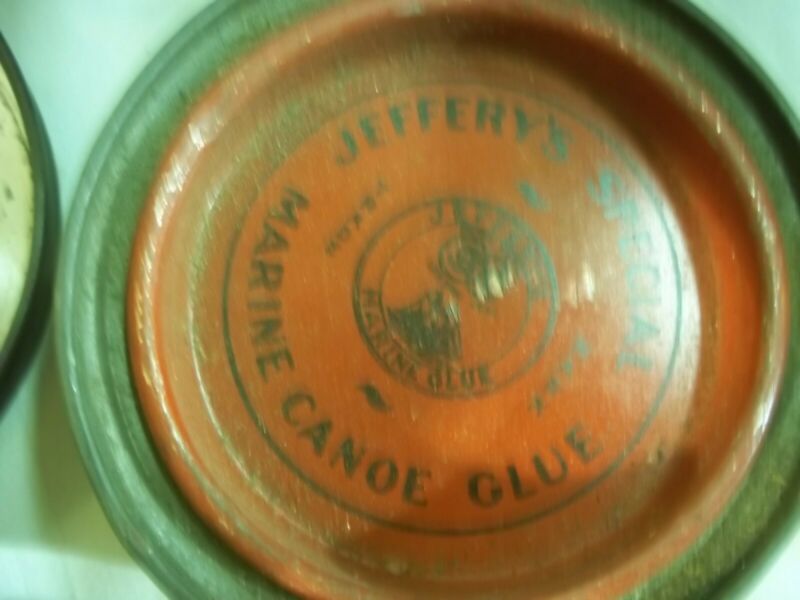 JEFFERY'S SPECIAL
MARINE CANOE GLUE
MARINE GLUE